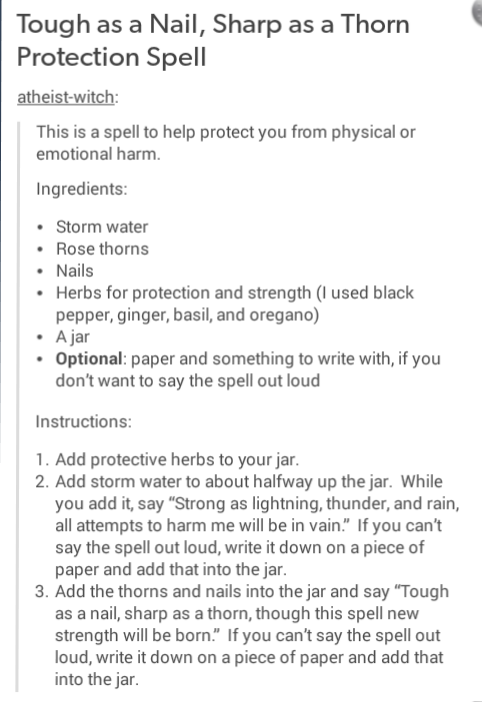 Tough as a Nail, Sharp as a Thorn
Protection Spell
atheist-witch:
This is a spell to help protect you from physical or
emotional harm.
Ingredients:
• Storm water
• Rose thorns
• Nails
• Herbs for protection and strength (I used black
pepper, ginger, basil, and oregano)
• A jar
• Optional: paper and something to write with, if you
don't want to say the spell out loud
Instructions:
1. Add protective herbs to your jar.
2. Add storm water to about halfway up the jar. While
you add it, say “Strong as lightning, thunder, and rain,
all attempts to harm me will be in vain.” If you can't
say the spell out loud, write it down on a piece of
paper and add that into the jar.
3. Add the thorns and nails into the jar and say “Tough
as a nail, sharp as a thorn, though this spell new
strength will be born.” If you can't say the spell out
loud, write it down on a piece of paper and add that
into the jar.